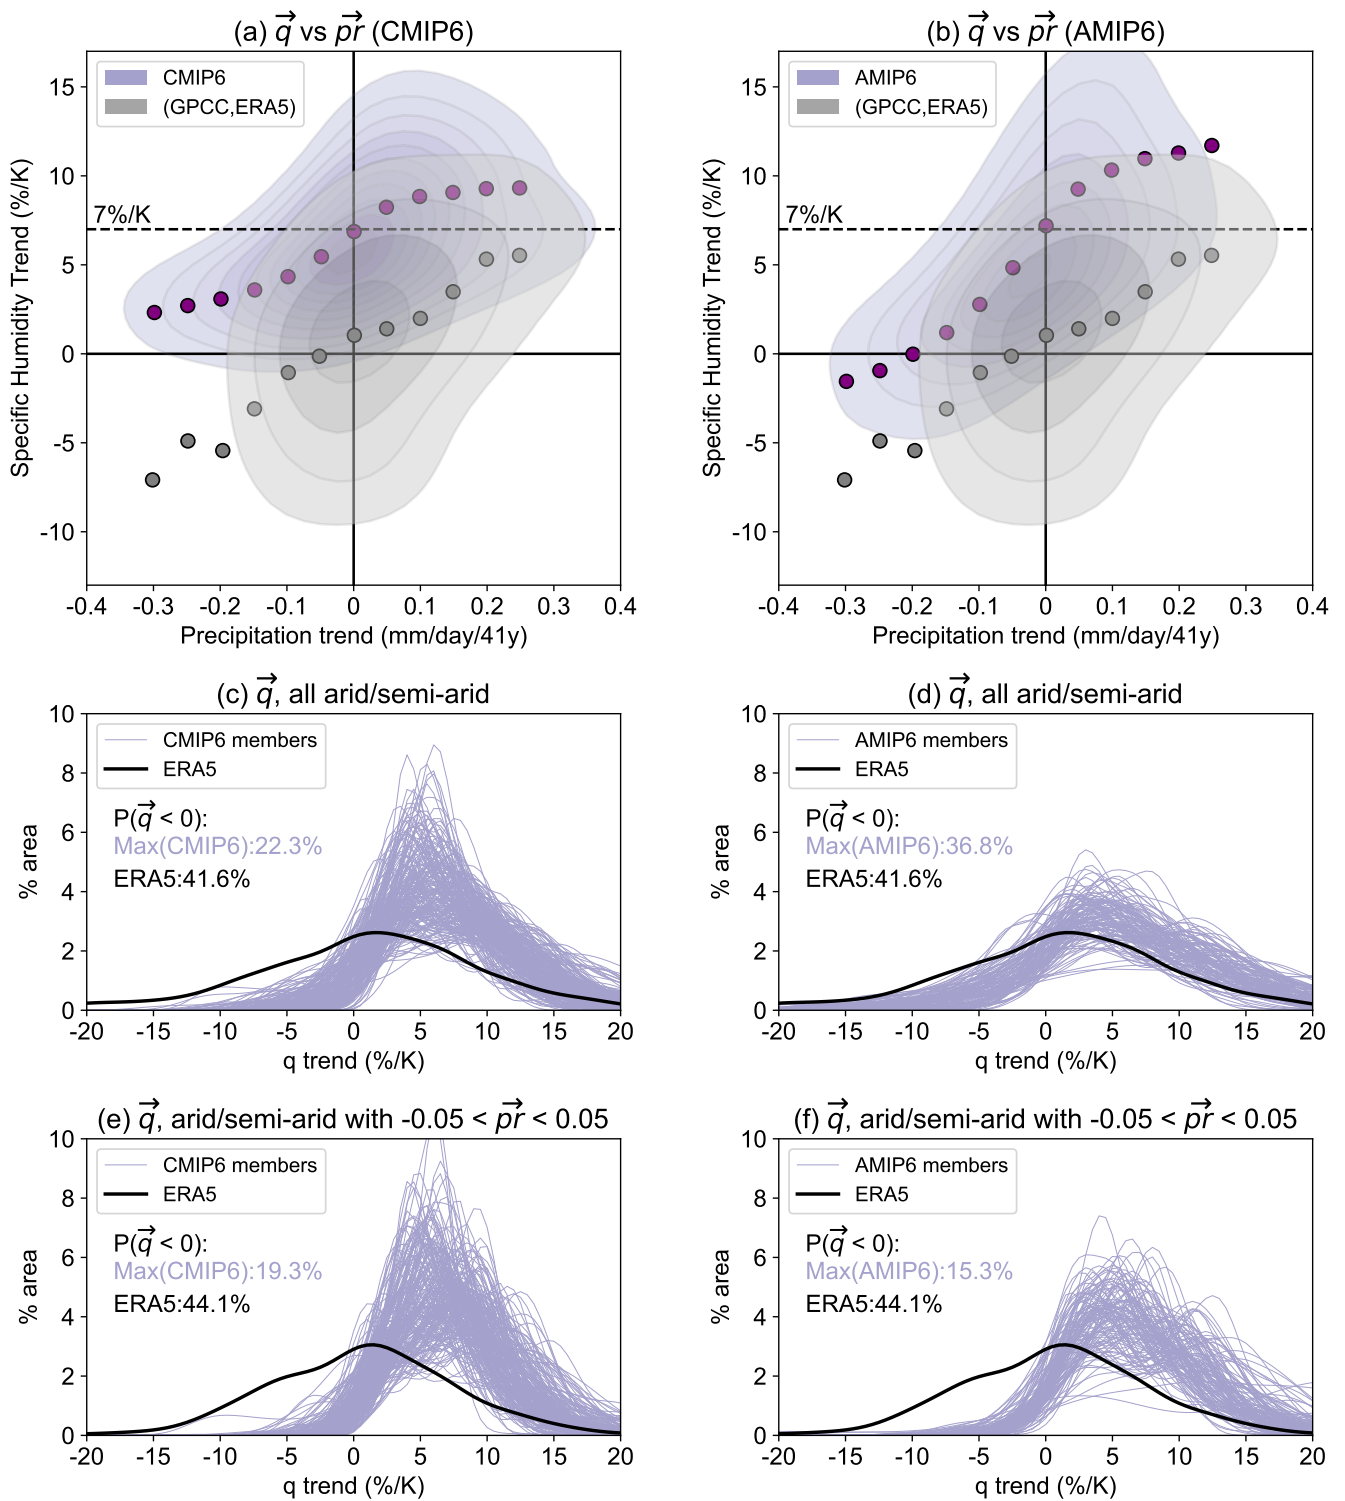 (a) q⃗ vs pr⃗ (CMIP6)
CMIP6
(GPCC,ERA5)
7%/K
15
10
5
0
-5
-10
Specific Humidity Trend (%/K)
-0.4 -0.3 -0.2 -0.1 0 0.1 0.2 0.3 0.4
Precipitation trend (mm/day/41y)
(b) q⃗ vs pr⃗ (AMIP6)
AMIP6
(GPCC,ERA5)
7%/K
15
10
5
0
-5
-10
Specific Humidity Trend (%/K)
-0.4 -0.3 -0.2 -0.1 0 0.1 0.2 0.3 0.4
Precipitation trend (mm/day/41y)
(c) q⃗, all arid/semi-arid
CMIP6 members
ERA5
P(q⃗ < 0):
Max(CMIP6):22.3%
ERA5:41.6%
10
8
6
4
2
0
% area
-20 -15 -10 -5 0 5 10 15 20
q trend (%/K)
(d) q⃗, all arid/semi-arid
AMIP6 members
ERA5
P(q⃗ < 0):
Max(AMIP6):36.8%
ERA5:41.6%
10
8
6
4
2
0
% area
-20 -15 -10 -5 0 5 10 15 20
q trend (%/K)
(e) q⃗, arid/semi-arid with -0.05 < pr⃗ < 0.05
CMIP6 members
ERA5
P(q⃗ < 0):
Max(CMIP6):19.3%
ERA5:44.1%
10
8
6
4
2
0
% area
-20 -15 -10 -5 0 5 10 15 20
q trend (%/K)
(f) q⃗, arid/semi-arid with -0.05 < pr⃗ < 0.05
AMIP6 members
ERA5
P(q⃗ < 0):
Max(AMIP6):15.3%
ERA5:44.1%
10
8
6
4
2
0
% area
-20 -15 -10 -5 0 5 10 15 20
q trend (%/K)